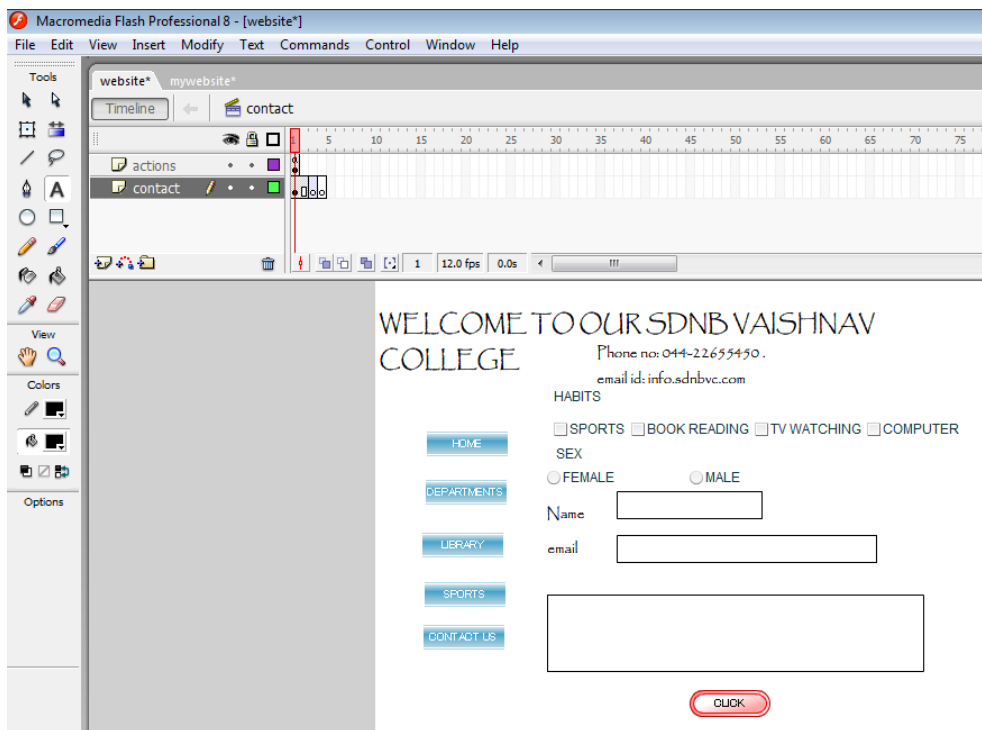 Macromedia Flash Professional 8 - [website*]
File Edit View Insert Modify Text Commands Control Window Help
Tools
website* mywebsite*
Timeline contact
1 5 10 15 20 25 30 35 40 45 50 55 60 65 70 75
actions
contact
1 12.0 fps 0.0s
View
Colors
Options
WELCOME TO OUR SDNB VAISHNAV
COLLEGE
Phone no: 044-22655450 .
email id: info.sdnbvc.com
HABITS
SPORTS BOOK READING TV WATCHING COMPUTER
HOME
SEX
FEMALE MALE
DEPARTMENTS
Name
LIBRARY
email
SPORTS
CONTACT US
CLICK